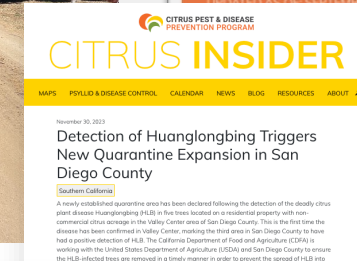 CITRUS PEST & DISEASE
PREVENTION PROGRAM
CITRUS INSIDER
MAPS PSYLLID & DISEASE CONTROL CALENDAR NEWS BLOG RESOURCES ABOUT
November 30, 2023
Detection of Huanglongbing Triggers
New Quarantine Expansion in San
Diego County
Southern California
A newly established quarantine area has been declared following the detection of the deadly citrus
plant disease Huanglongbing (HLB) in five trees located on a residential property with non-
commercial citrus acreage in the Valley Center area of San Diego County. This is the first time the
disease has been confirmed in Valley Center, marking the third area in San Diego County to have
had a positive detection of HLB. The California Department of Food and Agriculture (CDFA) is
working with the United States Department of Agriculture (USDA) and San Diego County to ensure
the HLB-infected trees are removed in a timely manner in order to prevent the spread of HLB into